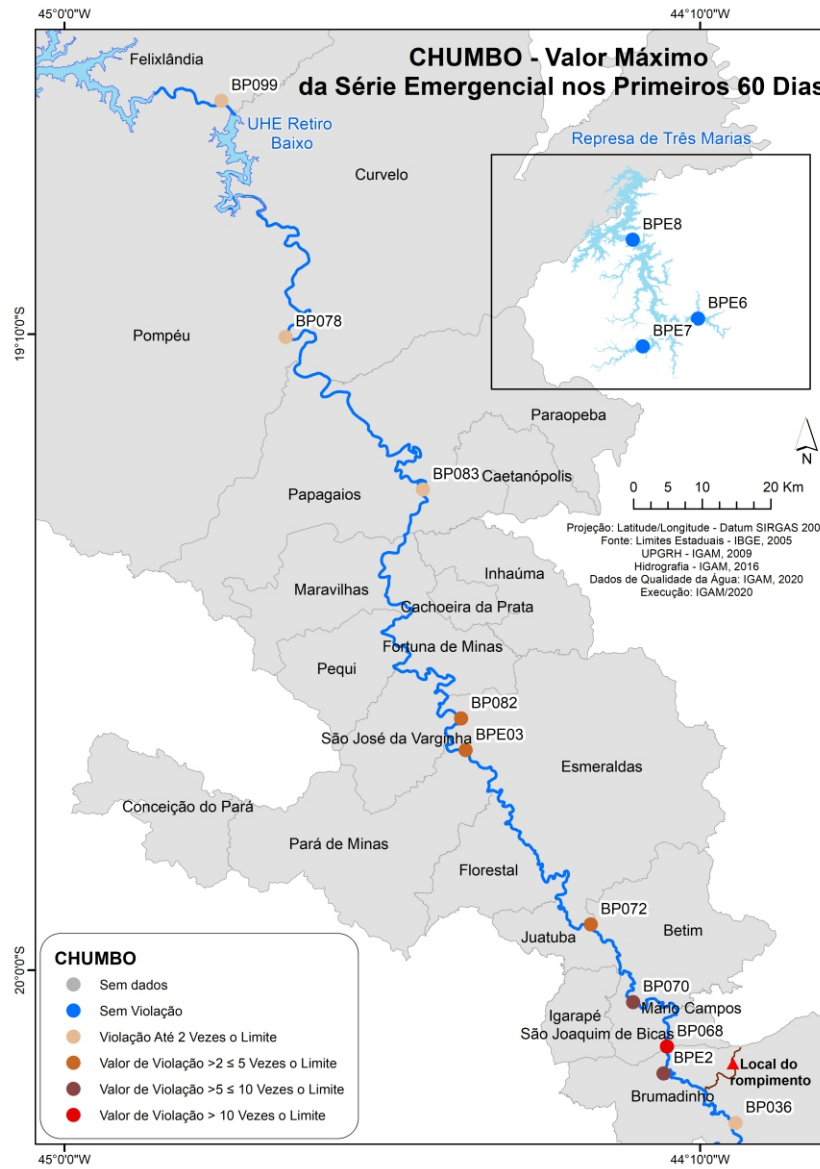 45°0'0"W
44°10'0"W
CHUMBO - Valor Máximo
da Série Emergencial nos Primeiros 60 Dias
Felixlândia
BP099
UHE Retiro
Baixo
Represa de Três Marias
Curvelo
BPE8
BPE6
BPE7
BP078
19°10'0"S
Pompéu
Paraopeba
N
BP083
Caetanópolis
Papagaios
0 5 10 20 Km
Projeção: Latitude/Longitude - Datum SIRGAS 200
Fonte: Limites Estaduais - IBGE, 2005
UPGRH - IGAM, 2009
Hidrografia - IGAM, 2016
Dados de Qualidade da Água: IGAM, 2020
Execução: IGAM/2020
Inhaúma
Maravilhas
Cachoeira da Prata
Fortuna de Minas
Pequi
BP082
BPE03
São José da Varginha
Esmeraldas
Conceição do Pará
Pará de Minas
Florestal
BP072
Juatuba
Betim
20°0'0"S
BP070
Mário Campos
Igarapé
São Joaquim de Bicas
BP068
BPE2
Local do
rompimento
Brumadinho
BP036
CHUMBO
Sem dados
Sem Violação
Violação Até 2 Vezes o Limite
Valor de Violação >2 ≤ 5 Vezes o Limite
Valor de Violação >5 ≤ 10 Vezes o Limite
Valor de Violação > 10 Vezes o Limite
45°0'0"W
44°10'0"W